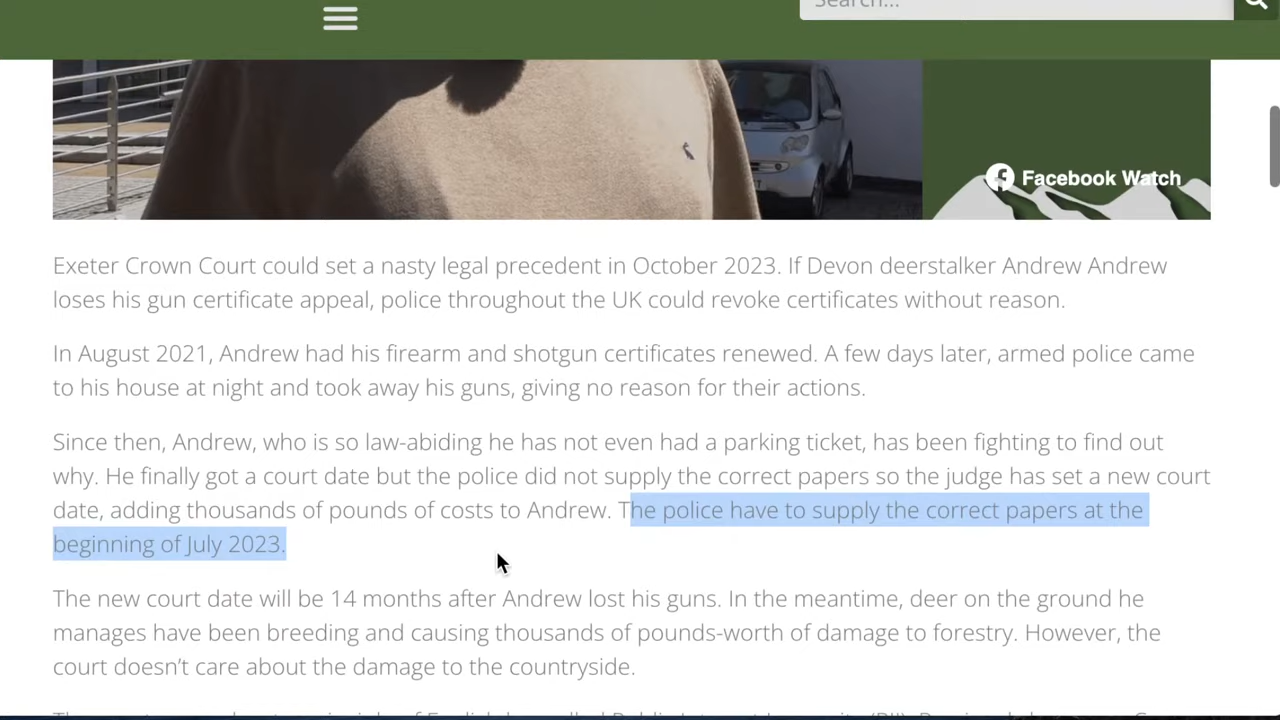 Search...
Facebook Watch
Exeter Crown Court could set a nasty legal precedent in October 2023. If Devon deerstalker Andrew Andrew
loses his gun certificate appeal, police throughout the UK could revoke certificates without reason.
In August 2021, Andrew had his firearm and shotgun certificates renewed. A few days later, armed police came
to his house at night and took away his guns, giving no reason for their actions.
Since then, Andrew, who is so law-abiding he has not even had a parking ticket, has been fighting to find out
why. He finally got a court date but the police did not supply the correct papers so the judge has set a new court
date, adding thousands of pounds of costs to Andrew. The police have to supply the correct papers at the
beginning of July 2023.
The new court date will be 14 months after Andrew lost his guns. In the meantime, deer on the ground he
manages have been breeding and causing thousands of pounds-worth of damage to forestry. However, the
court doesn't care about the damage to the countryside.